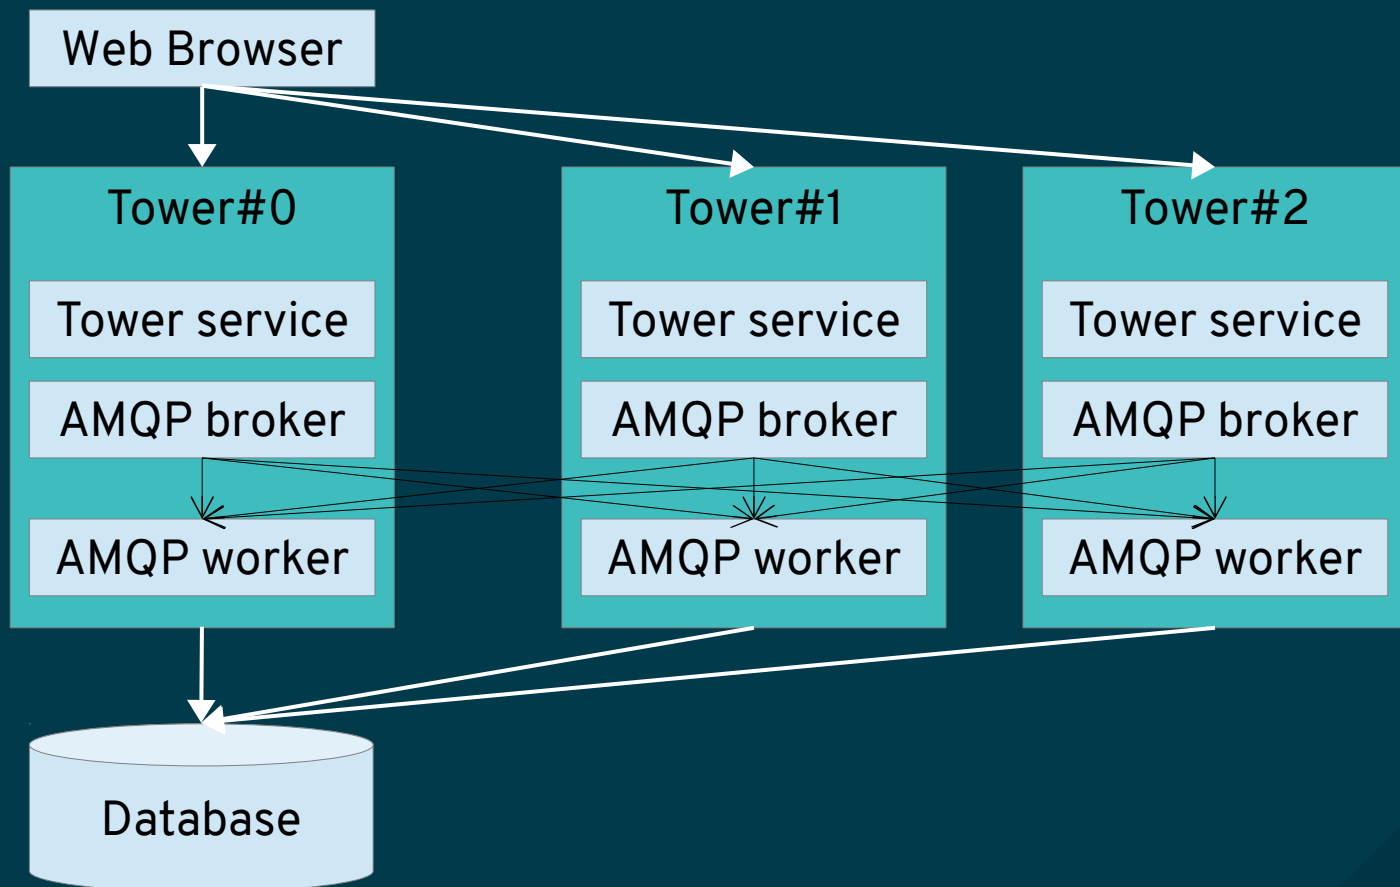 Web Browser
Tower#0
Tower service
AMQP broker
AMQP worker
Tower#1
Tower service
AMQP broker
AMQP worker
Tower#2
Tower service
AMQP broker
AMQP worker
Database